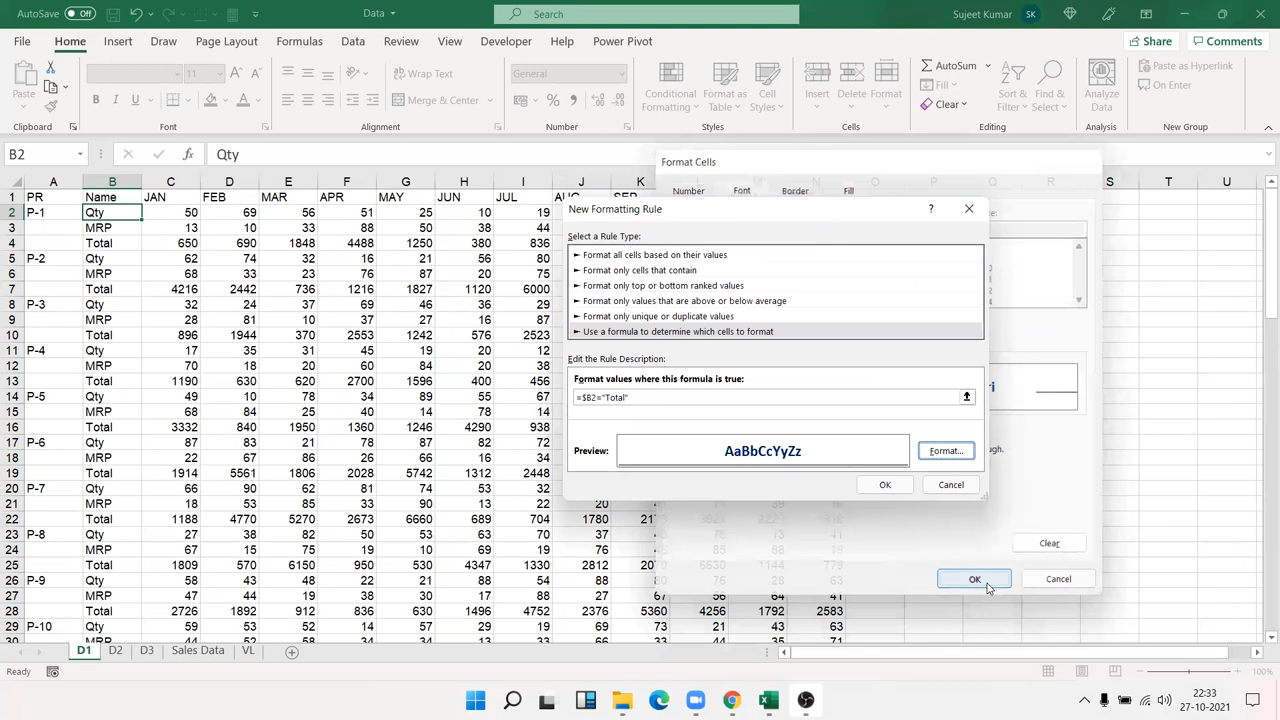 AutoSave Off Data Search Sujeet Kumar SK
File Home Insert Draw Page Layout Formulas Data Review View Developer Help Power Pivot Share Comments
Paste 11 Wrap Text General Conditional Formatting Format as Table Cell Styles Insert Delete Format AutoSum Fill Clear Sort & Filter Find & Select Analyze Data Paste as Hyperlink On Enter
B I U Merge & Center
Clipboard Font Alignment Number Styles Cells Editing Analysis New Group
B2 fx Qty
Format Cells
Number Font Border Fill
A B C D E F G H I J K S T U
1 PR Name JAN FEB MAR APR MAY JUN JUL
2 P-1 Qty 50 69 56 51 25 10 19
3 MRP 13 10 33 88 50 38 44
4 Total 650 690 1848 4488 1250 380 836
5 P-2 Qty 62 74 32 16 21 56 80
6 MRP 68 33 23 76 87 20 75
7 Total 4216 2442 736 1216 1827 1120 6000
8 P-3 Qty 32 24 37 69 46 36 29
9 MRP 28 81 10 37 27 16 87
10 Total 896 1944 370 2553 1242 576 2523
11 P-4 Qty 17 35 31 45 19 20 12
12 MRP 70 18 20 60 84 20 38
13 Total 1190 630 620 2700 1596 400 456
14 P-5 Qty 49 10 78 34 89 55 67
15 MRP 68 84 25 40 14 78 14
16 Total 3332 840 1950 1360 1246 4290 938
17 P-6 Qty 87 83 21 78 87 82 72
18 MRP 22 67 86 26 66 16 34
19 Total 1914 5561 1806 2028 5742 1312 2448
20 P-7 Qty 66 90 62 81 74 53 32
21 MRP 18 53 85 33 90 13 22 20
22 Total 1188 4770 5270 2673 6660 689 704 1780
23 P-8 Qty 27 38 82 50 53 63 70 37
24 MRP 67 15 75 19 10 69 19 76
25 Total 1809 570 6150 950 530 4347 1330 2812
26 P-9 Qty 58 43 48 22 21 88 54 88 76 28 63
27 MRP 47 44 19 38 30 17 88 27 67 56 64 41
28 Total 2726 1892 912 836 630 1496 4752 2376 5360 4256 1792 2583
29 P-10 Qty 59 53 52 14 57 29 19 69 73 21 43 63
30 MRP 44 52 58 34 34 66 33 44 35 71
New Formatting Rule ? ×
Select a Rule Type:
► Format all cells based on their values
► Format only cells that contain
► Format only top or bottom ranked values
► Format only values that are above or below average
► Format only unique or duplicate values
► Use a formula to determine which cells to format
Edit the Rule Description:
Format values where this formula is true:
=$B2="Total"
Preview: AaBbCcYyZz Format...
OK Cancel
Clear
OK Cancel
D1 D2 D3 Sales Data VL
Ready 100%
22:33
27-10-2021